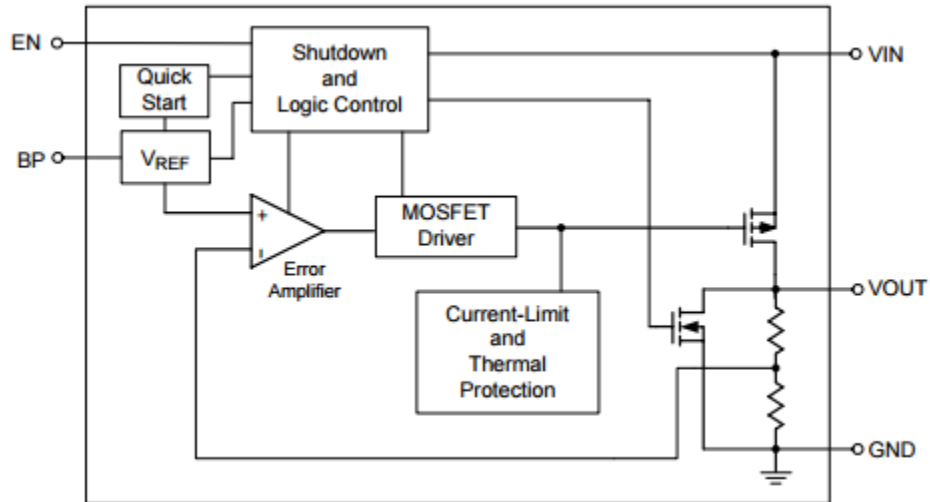 EN
Shutdown
and
Logic Control
VIN
Quick
Start
BP
VREF
+
-
MOSFET
Driver
Error
Amplifier
Current-Limit
and
Thermal
Protection
VOUT
GND